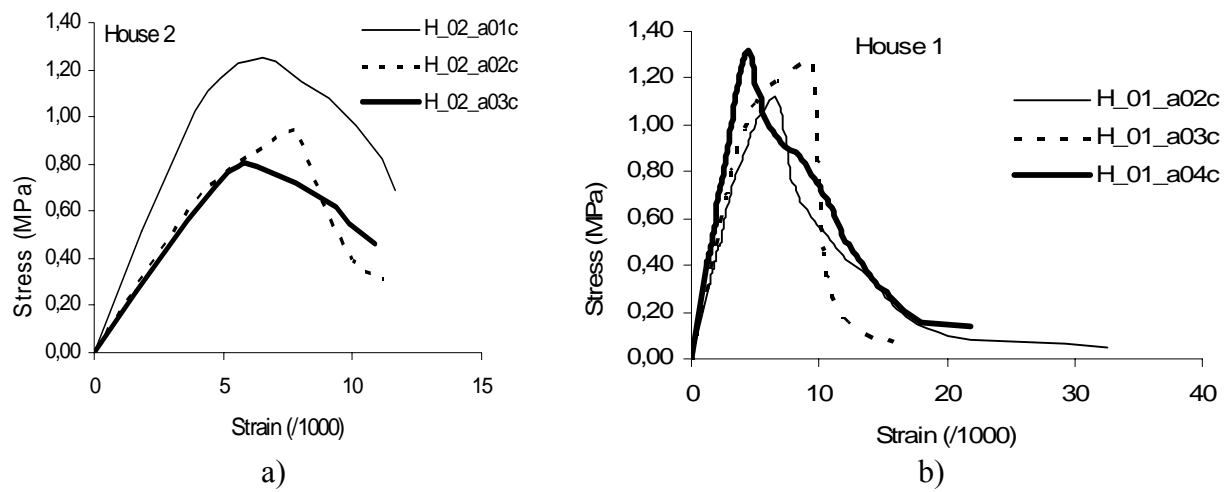 House 2
H_02_a01c
H_02_a02c
H_02_a03c
1,40
1,20
1,00
0,80
0,60
0,40
0,20
0,00
Stress (MPa)
0 5 10 15
Strain (/1000)
a)
House 1
H_01_a02c
H_01_a03c
H_01_a04c
1,40
1,20
1,00
0,80
0,60
0,40
0,20
0,00
Stress (MPa)
0 10 20 30 40
Strain (/1000)
b)